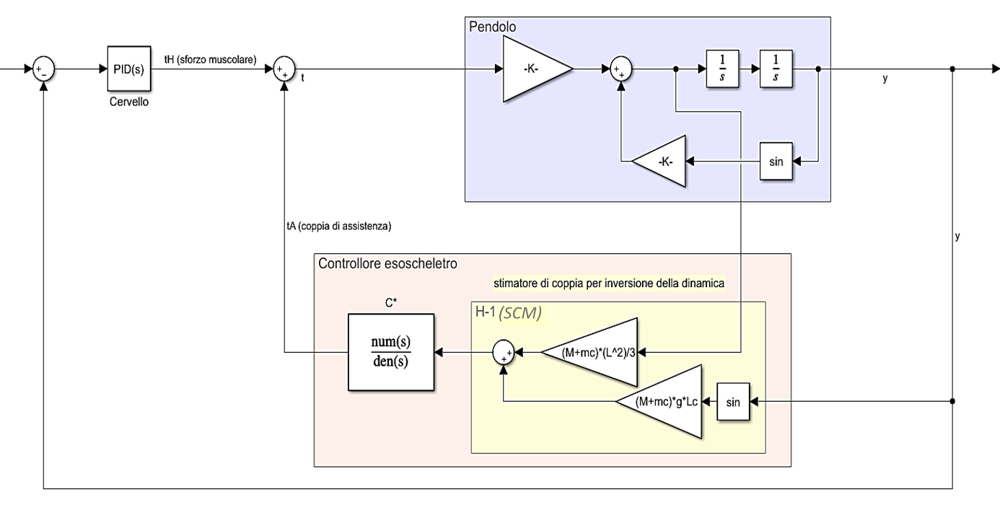 Pendolo
+
−
PID(s)
Cervello
tH (sforzo muscolare)
+
+
t
-K-
+
+
1
s
1
s
y
-K-
sin
tA (coppia di assistenza)
y
Controllore esoscheletro
stimatore di coppia per inversione della dinamica
C*
H-1 (SCM)
num(s)
den(s)
+
+
(M+mc)*(L^2)/3
(M+mc)*g*Lc
sin